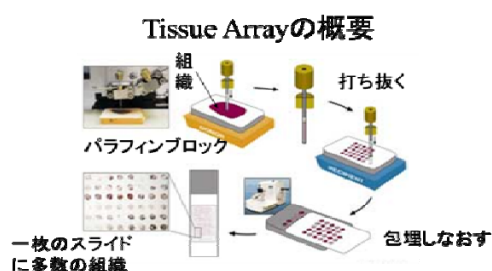 Tissue Arrayの概要
組
織
打ち抜く
パラフィンブロック
RECIPIENT
包埋しなおす
一枚のスライド
に多数の組織